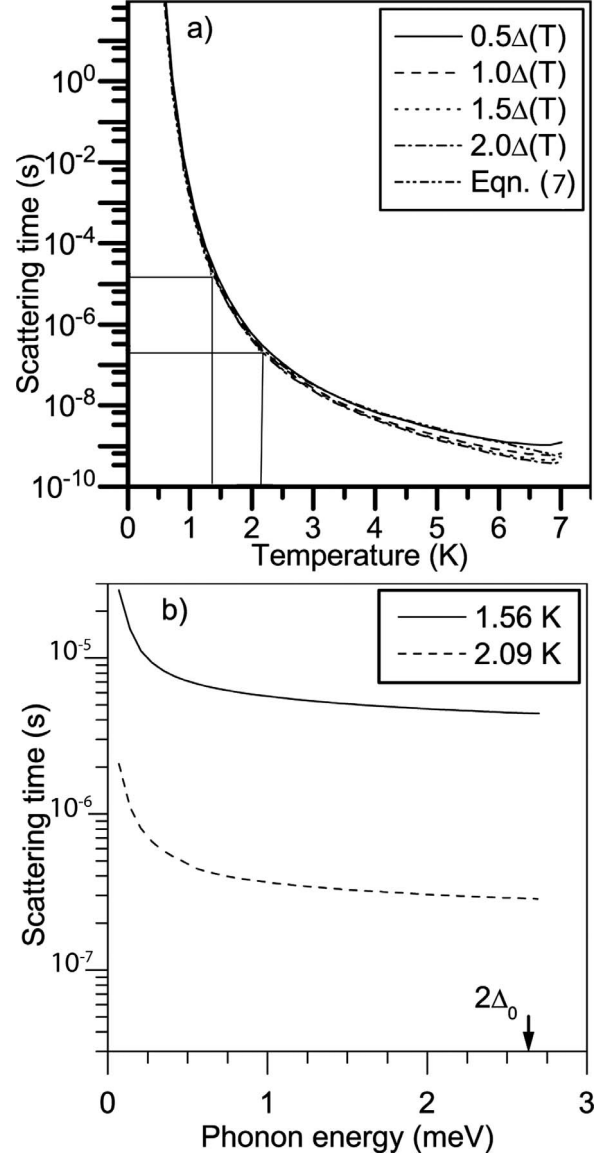 a)
0.5Δ(T)
1.0Δ(T)
1.5Δ(T)
2.0Δ(T)
Eqn. (7)
Scattering time (s)
10⁰
10⁻²
10⁻⁴
10⁻⁶
10⁻⁸
10⁻¹⁰
0 1 2 3 4 5 6 7
Temperature (K)
b)
1.56 K
2.09 K
Scattering time (s)
10⁻⁵
10⁻⁶
10⁻⁷
2Δ₀
0 1 2 3
Phonon energy (meV)